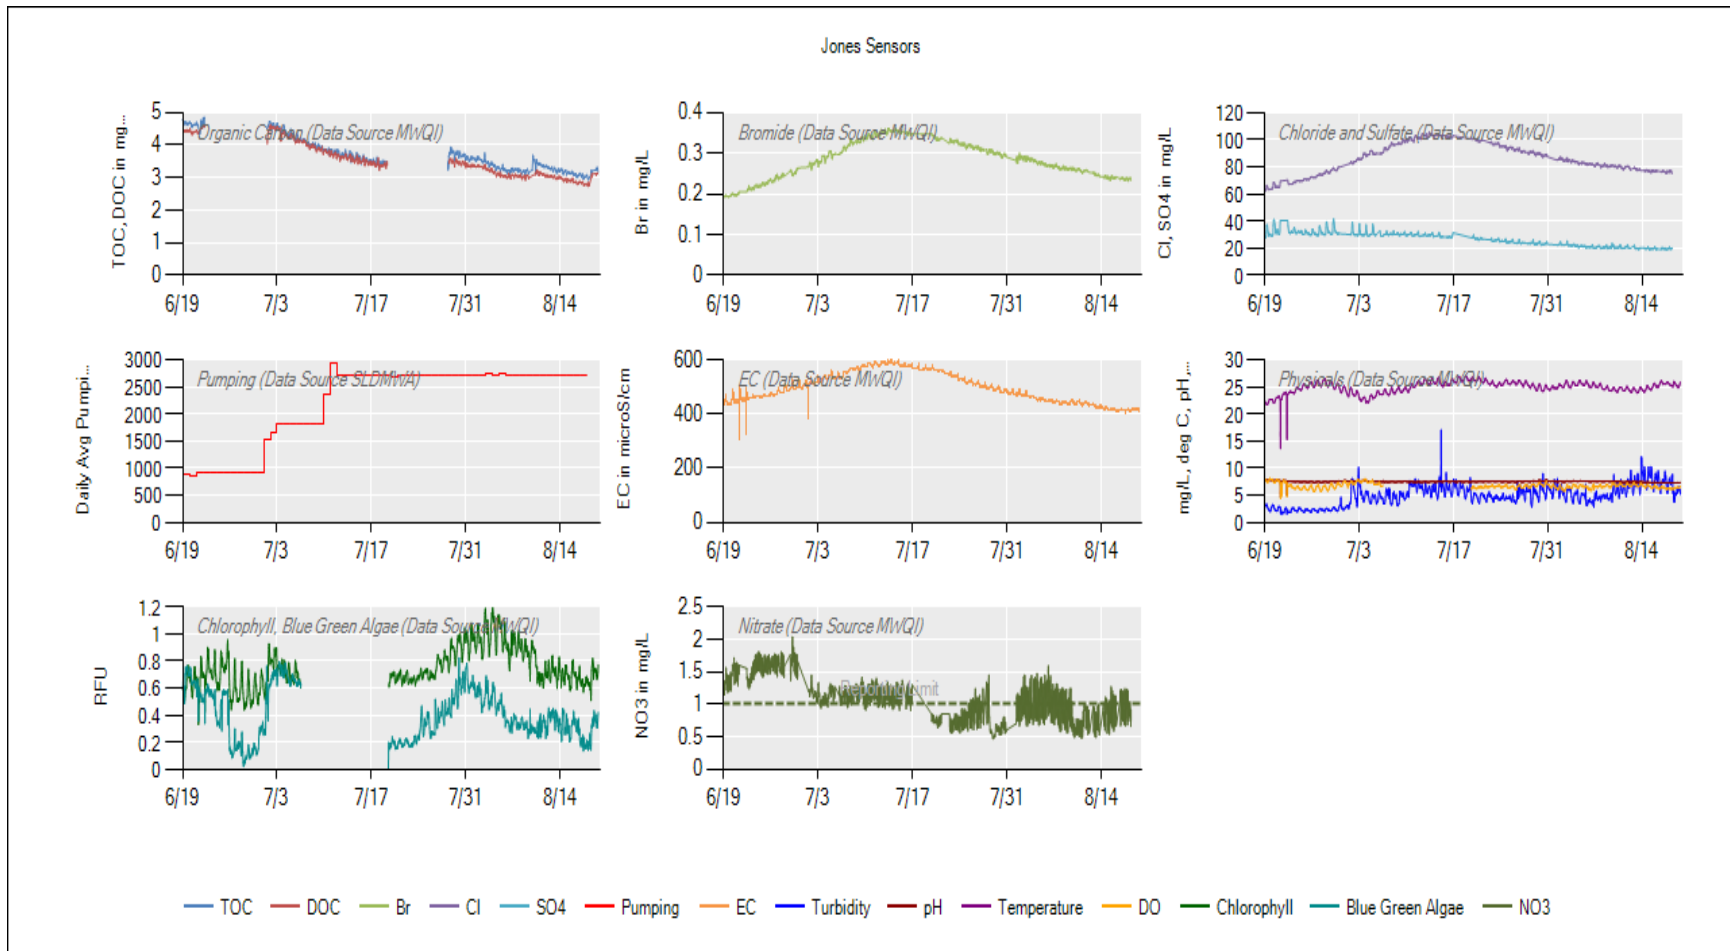 Jones Sensors
TOC,DOC in mg...
5
4
3
2
1
0
Organic Carbon (Data Source MWQI)
6/19 7/3 7/17 7/31 8/14
Br in mg/L
0.4
0.3
0.2
0.1
0
Bromide (Data Source MWQI)
6/19 7/3 7/17 7/31 8/14
Cl, SO4 in mg/L
120
100
80
60
40
20
0
Chloride and Sulfate (Data Source MWQI)
6/19 7/3 7/17 7/31 8/14
Daily Avg Pumpi...
3000
2500
2000
1500
1000
500
0
Pumping (Data Source SLDMWA)
6/19 7/3 7/17 7/31 8/14
EC in microS/cm
600
400
200
0
EC (Data Source MWQI)
6/19 7/3 7/17 7/31 8/14
mg/L, deg C, pH,...
30
25
20
15
10
5
0
Physicals (Data Source MWQI)
6/19 7/3 7/17 7/31 8/14
RFU
1.2
1
0.8
0.6
0.4
0.2
0
Chlorophyll, Blue Green Algae (Data Source MWQI)
6/19 7/3 7/17 7/31 8/14
NO3 in mg/L
2.5
2
1.5
1
0.5
0
Nitrate (Data Source MWQI)
Reporting Limit
6/19 7/3 7/17 7/31 8/14
TOC DOC Br Cl SO4 Pumping EC Turbidity pH Temperature DO Chlorophyll Blue Green Algae NO3